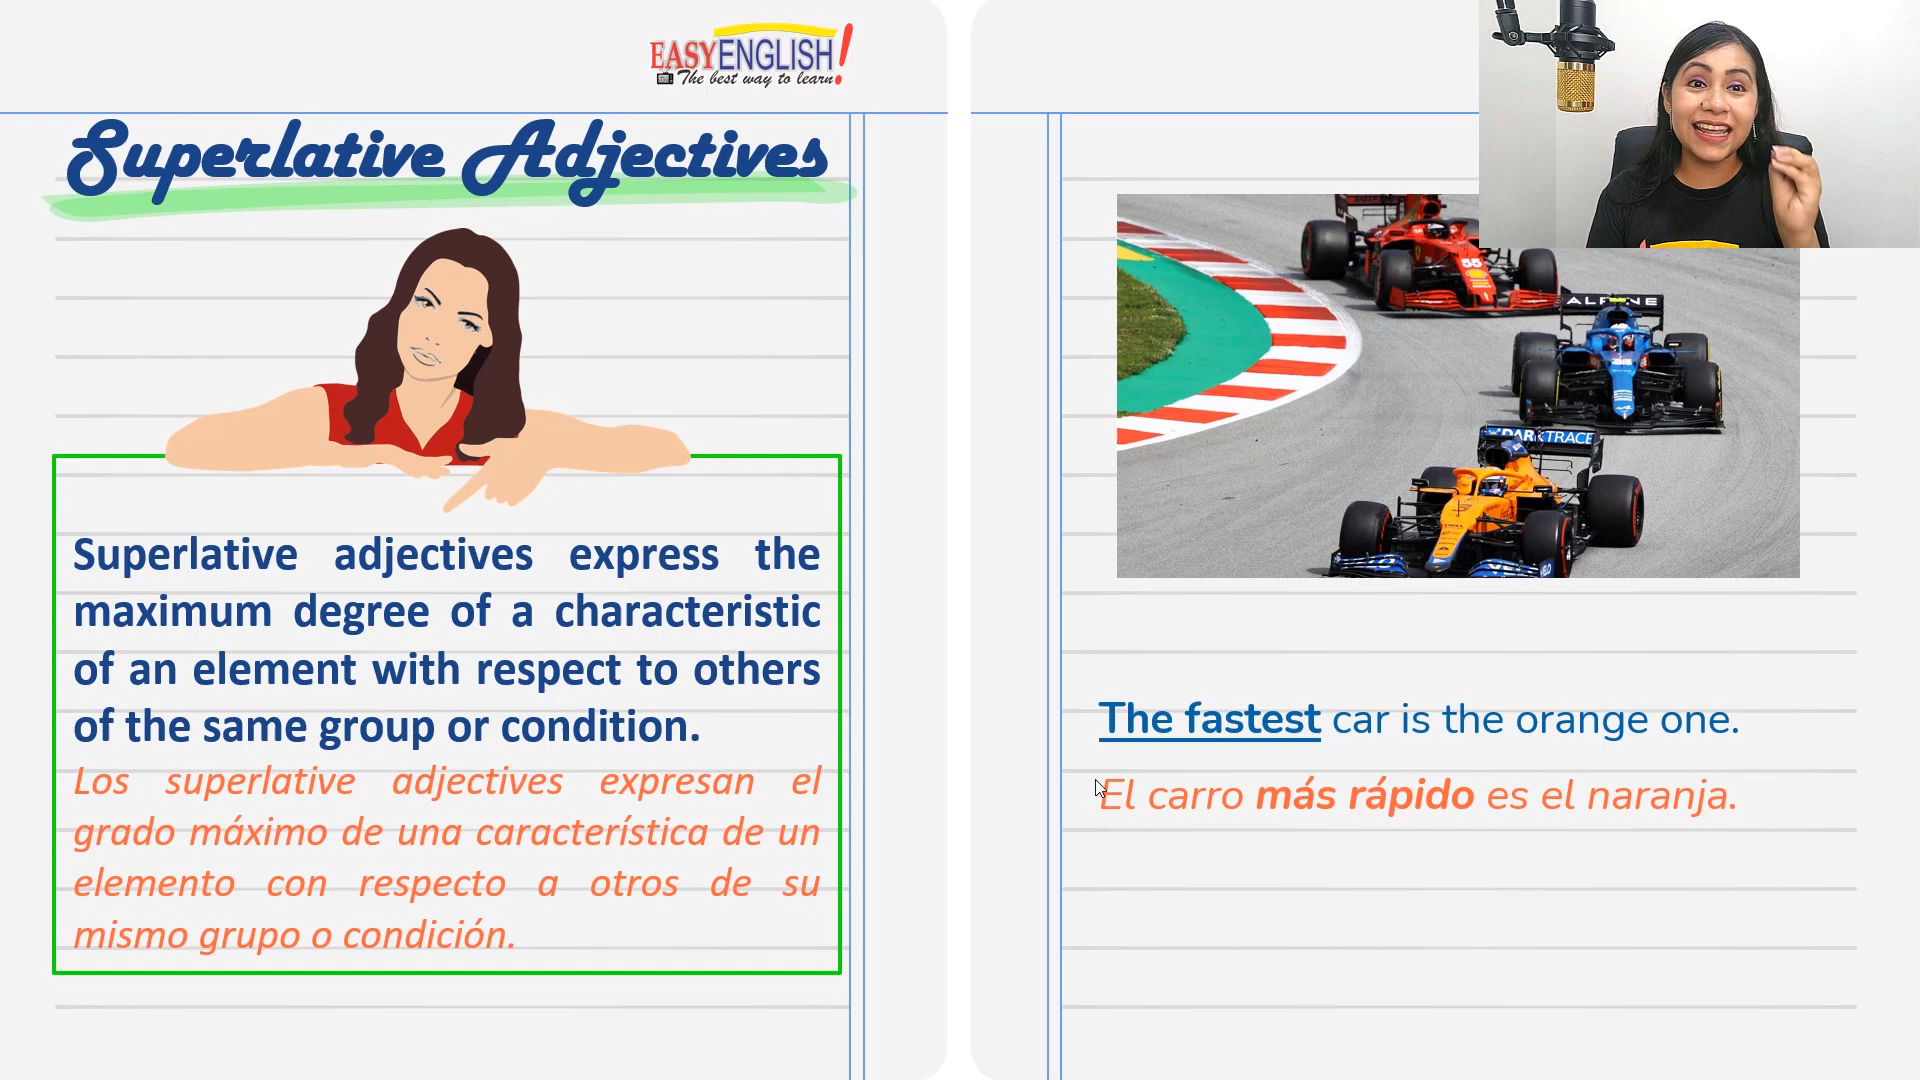 EASYENGLISH!
The best way to learn!
Superlative Adjectives
Superlative adjectives express the
maximum degree of a characteristic
of an element with respect to others
of the same group or condition.
Los superlative adjectives expresan el
grado máximo de una característica de un
elemento con respecto a otros de su
mismo grupo o condición.
55
ALPINE
DARKTRACE
The fastest car is the orange one.
El carro más rápido es el naranja.